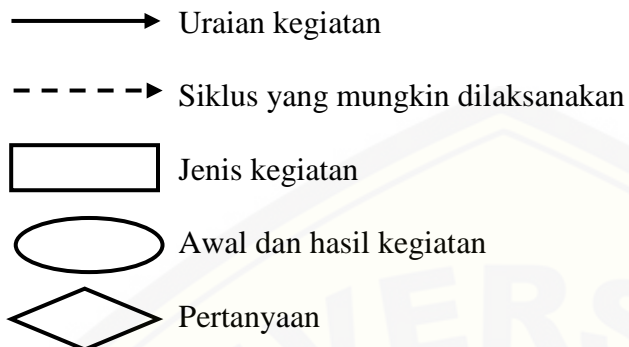 Uraian kegiatan
Siklus yang mungkin dilaksanakan
Jenis kegiatan
Awal dan hasil kegiatan
Pertanyaan